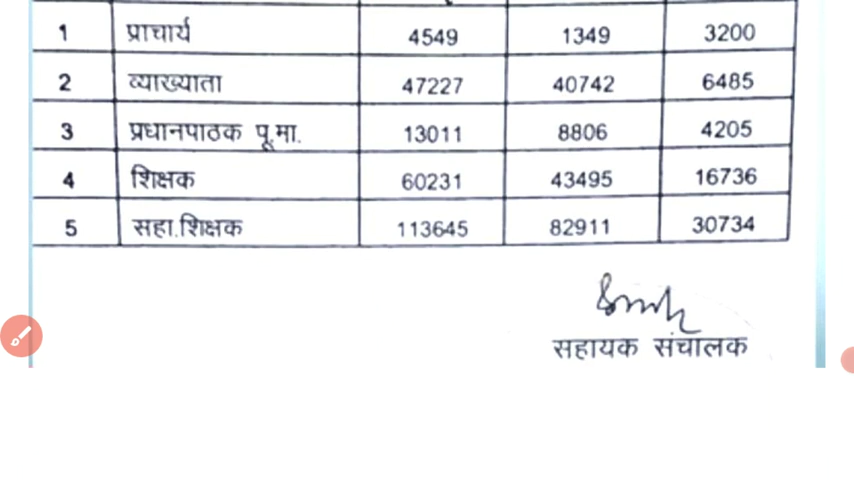 1 प्राचार्य 4549 1349 3200
2 व्याख्याता 47227 40742 6485
3 प्रधानपाठक पू.मा. 13011 8806 4205
4 शिक्षक 60231 43495 16736
5 सहा.शिक्षक 113645 82911 30734
सहायक संचालक